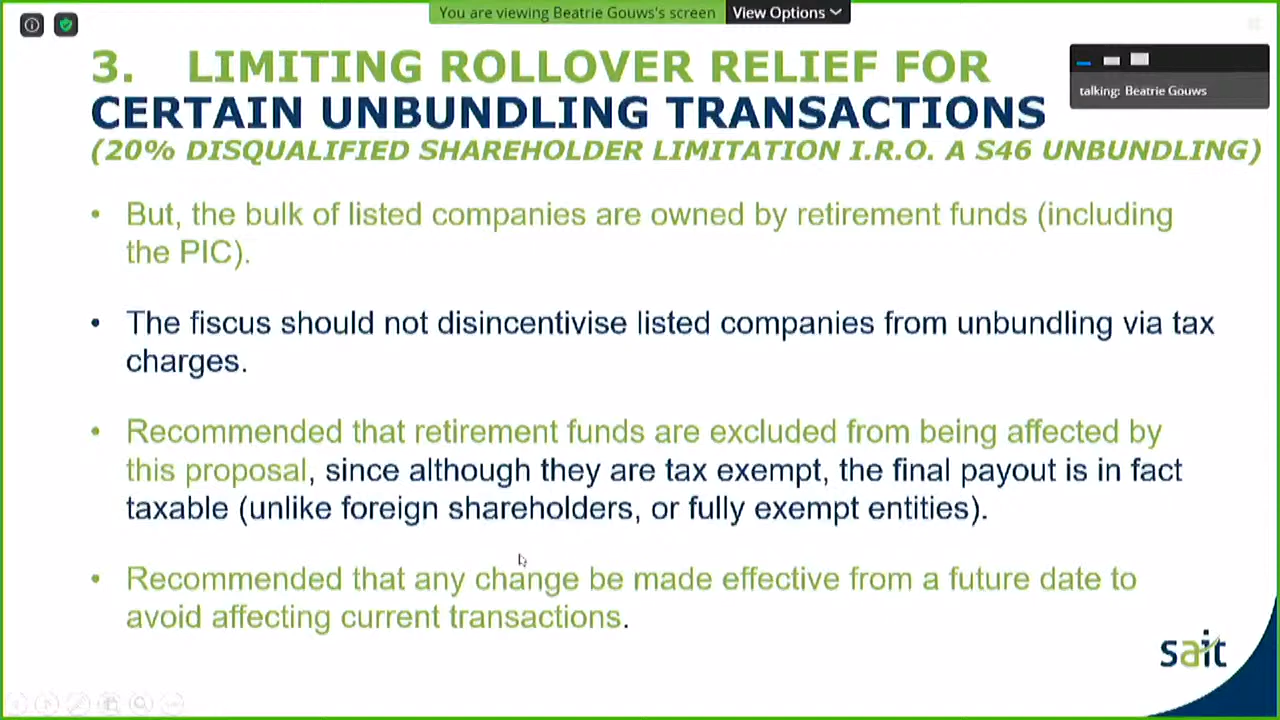 You are viewing Beatrie Gouws's screen
View Options
3. LIMITING ROLLOVER RELIEF FOR
CERTAIN UNBUNDLING TRANSACTIONS
(20% DISQUALIFIED SHAREHOLDER LIMITATION I.R.O. A S46 UNBUNDLING)
talking: Beatrie Gouws
• But, the bulk of listed companies are owned by retirement funds (including
the PIC).
• The fiscus should not disincentivise listed companies from unbundling via tax
charges.
• Recommended that retirement funds are excluded from being affected by
this proposal, since although they are tax exempt, the final payout is in fact
taxable (unlike foreign shareholders, or fully exempt entities).
• Recommended that any change be made effective from a future date to
avoid affecting current transactions.
sait